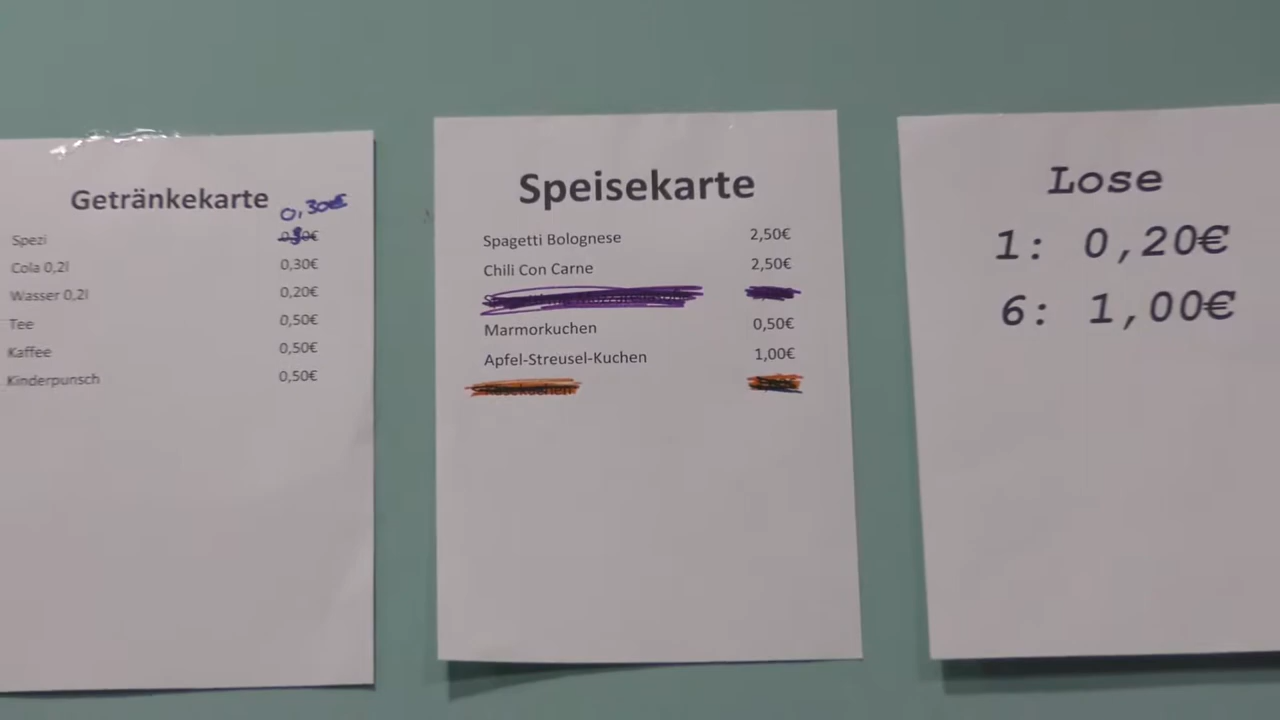 Getränkekarte
0,30€
Spezi
Cola 0,2l 0,30€
Wasser 0,2l 0,20€
Tee 0,50€
Kaffee 0,50€
Kinderpunsch 0,50€
Speisekarte
Spagetti Bolognese 2,50€
Chili Con Carne 2,50€
Marmorkuchen 0,50€
Apfel-Streusel-Kuchen 1,00€
Lose
1: 0,20€
6: 1,00€